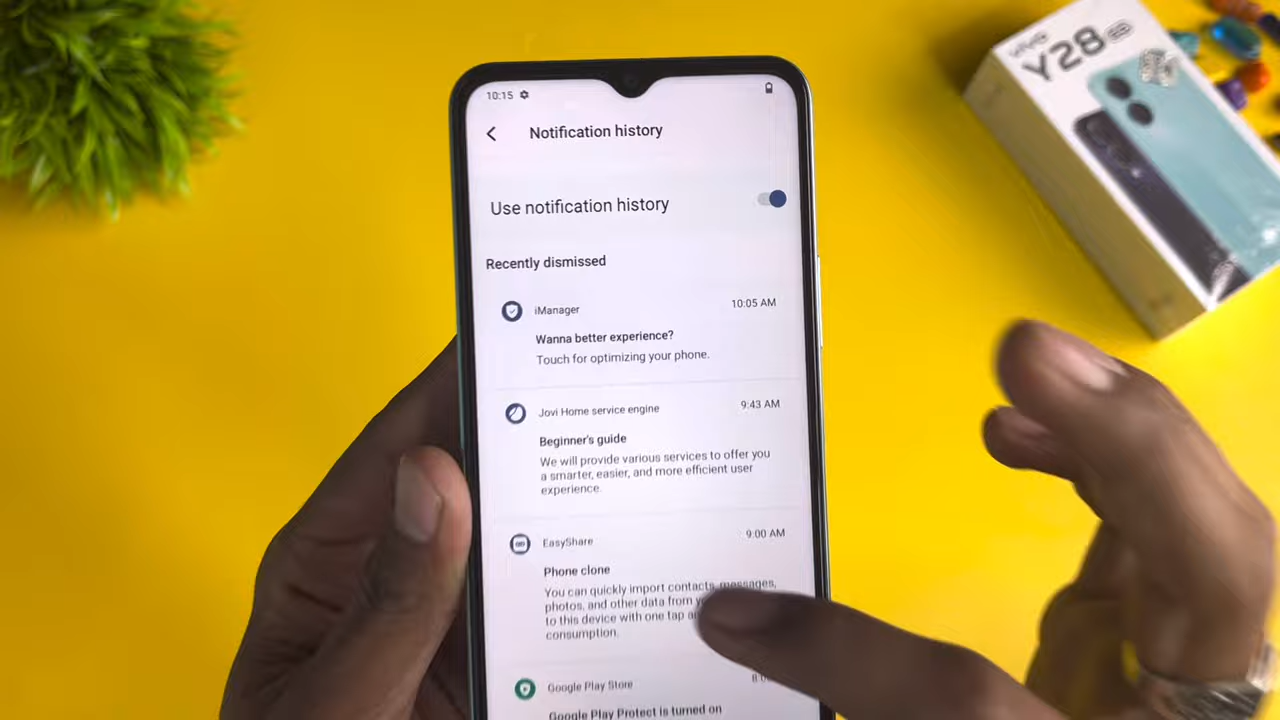 10:15
Notification history
Use notification history
Recently dismissed
iManager 10:05 AM
Wanna better experience?
Touch for optimizing your phone.
Jovi Home service engine 9:43 AM
Beginner's guide
We will provide various services to offer you
a smarter, easier, and more efficient user
experience.
EasyShare 9:00 AM
Phone clone
You can quickly import contacts, messages,
photos, and other data from
to this device with one tap
consumption.
Google Play Store
Google Play Protect is turned on
vivo
Y28